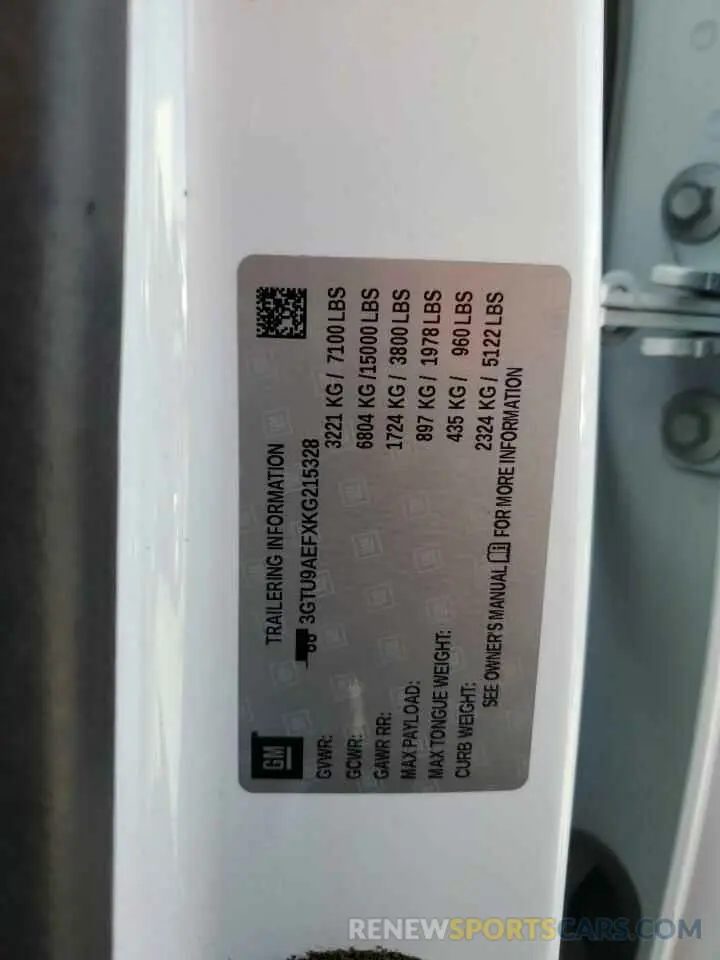 GM
TRAILERING INFORMATION
3GTU9AEFXKG215328
GVWR: 3221 KG / 7100 LBS
GCWR: 6804 KG /15000 LBS
GAWR RR: 1724 KG / 3800 LBS
MAX PAYLOAD: 897 KG / 1978 LBS
MAX TONGUE WEIGHT: 435 KG / 960 LBS
CURB WEIGHT: 2324 KG / 5122 LBS
SEE OWNER'S MANUAL FOR MORE INFORMATION
RENEWSPORTSCARS.COM